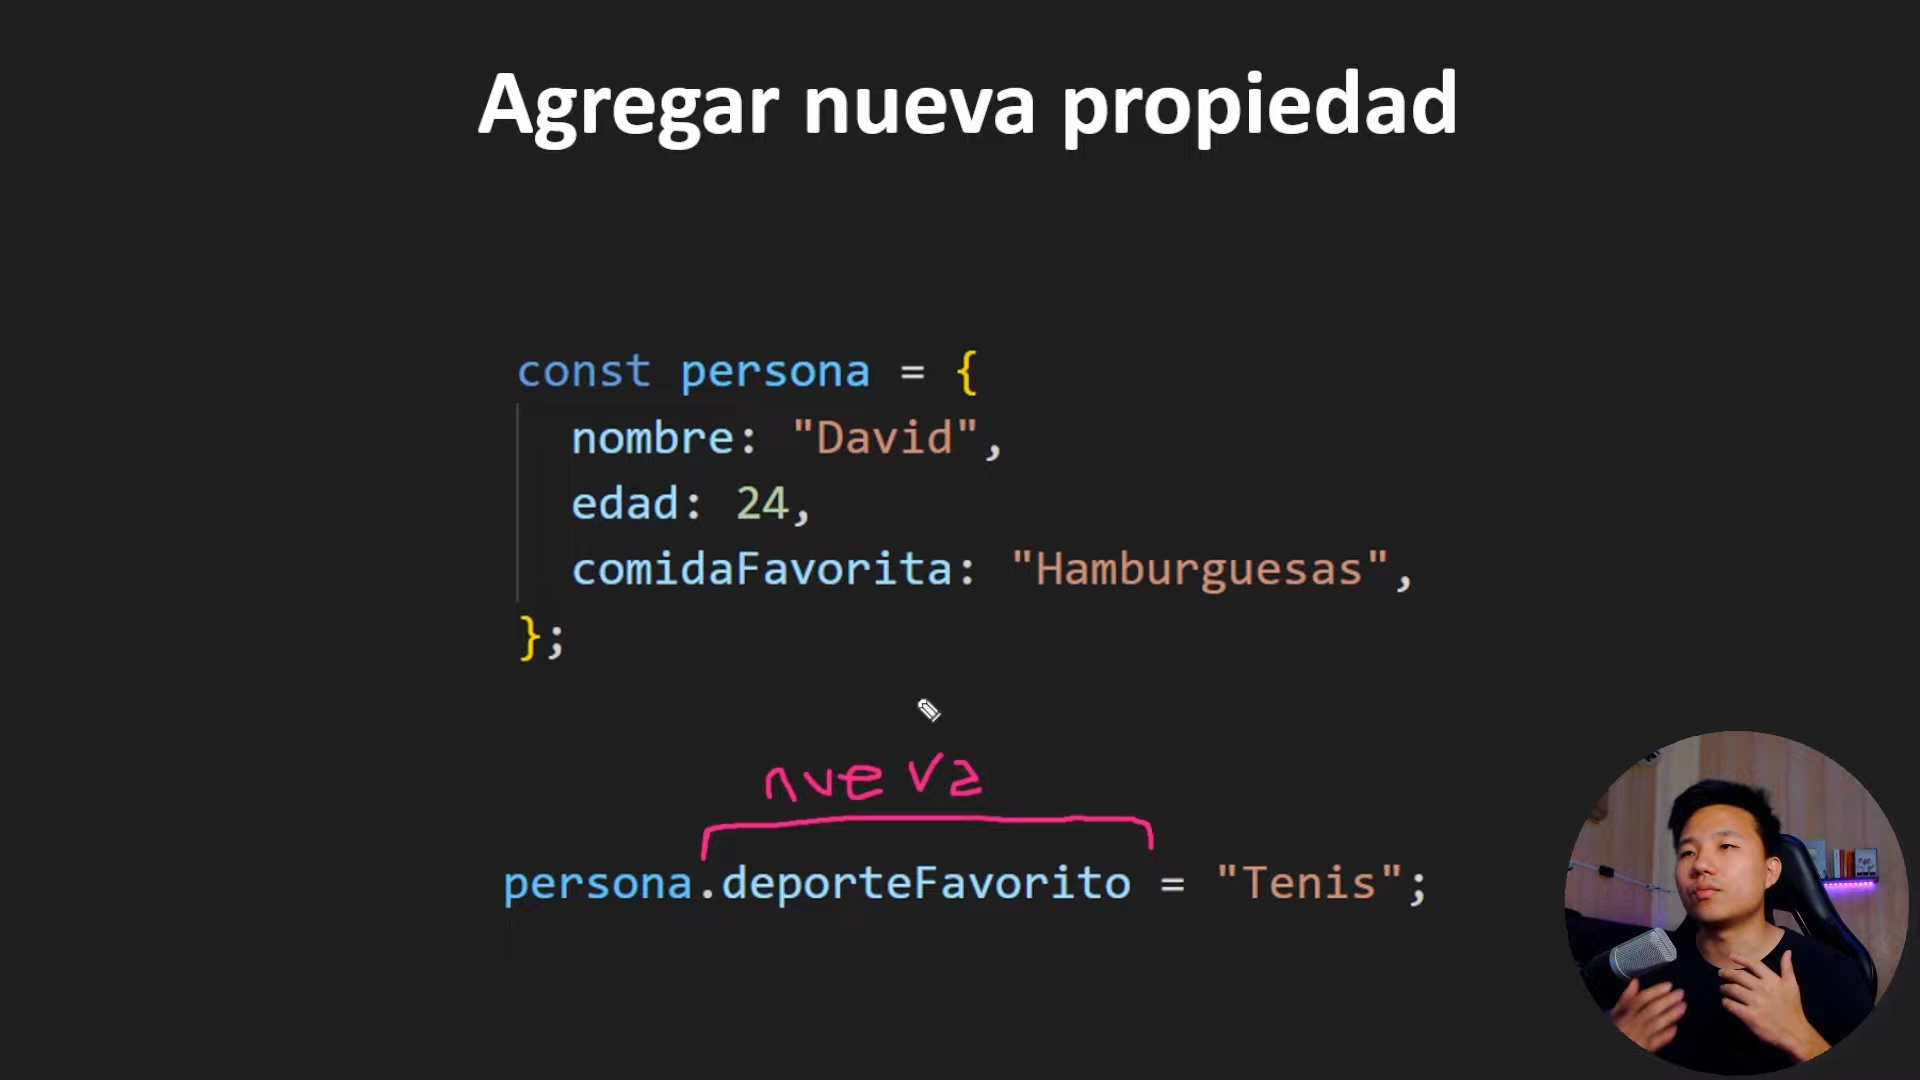 Agregar nueva propiedad
const persona = {
nombre: "David",
edad: 24,
comidaFavorita: "Hamburguesas",
};
nueva
persona.deporteFavorito = "Tenis";